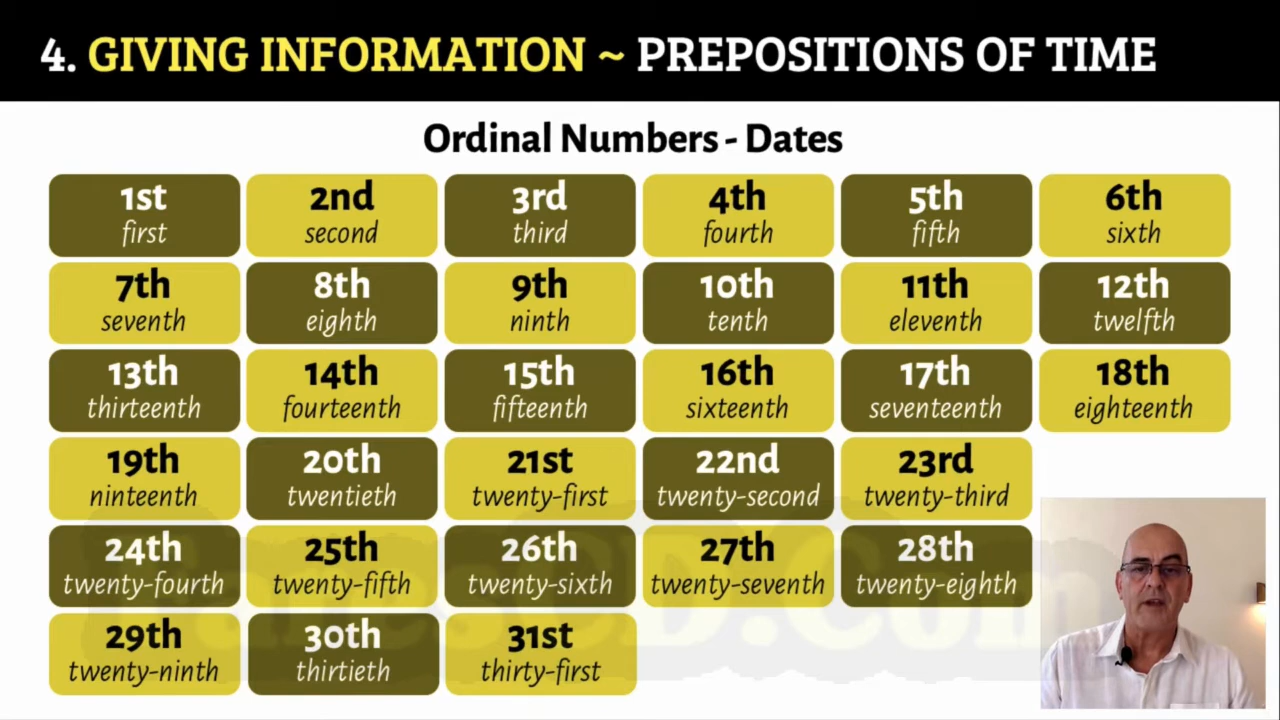 4. GIVING INFORMATION ~ PREPOSITIONS OF TIME
Ordinal Numbers - Dates
1st
first
2nd
second
3rd
third
4th
fourth
5th
fifth
6th
sixth
7th
seventh
8th
eighth
9th
ninth
10th
tenth
11th
eleventh
12th
twelfth
13th
thirteenth
14th
fourteenth
15th
fifteenth
16th
sixteenth
17th
seventeenth
18th
eighteenth
19th
ninteenth
20th
twentieth
21st
twenty-first
22nd
twenty-second
23rd
twenty-third
24th
twenty-fourth
25th
twenty-fifth
26th
twenty-sixth
27th
twenty-seventh
28th
twenty-eighth
29th
twenty-ninth
30th
thirtieth
31st
thirty-first